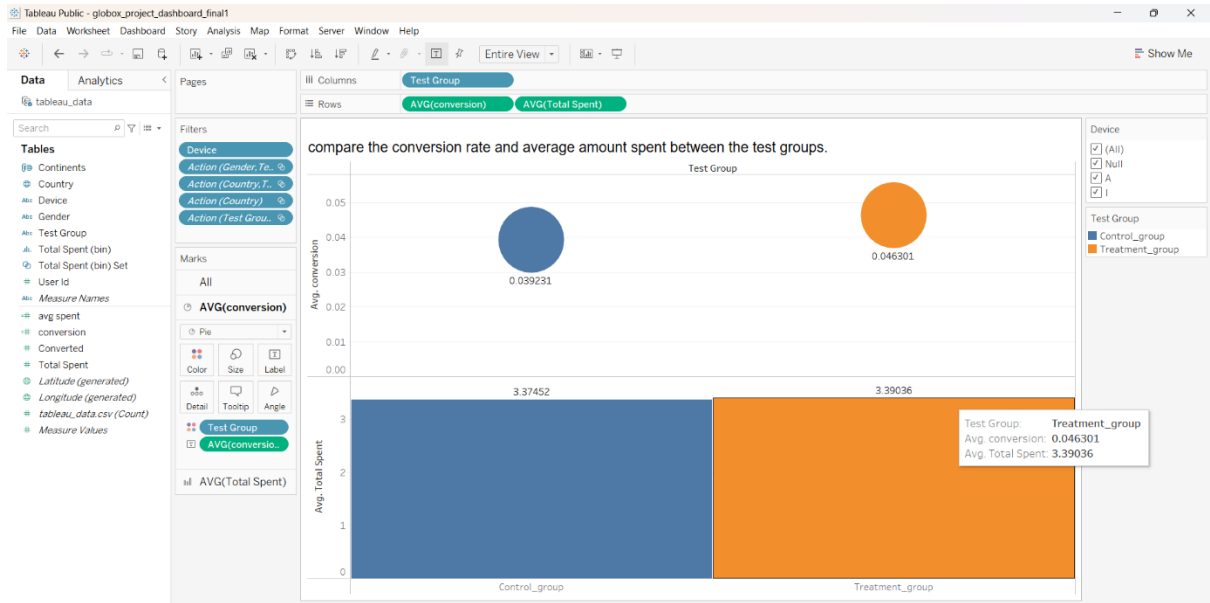 Tableau Public - globox_project_dashboard_final1
File Data Worksheet Dashboard Story Analysis Map Format Server Window Help
Entire View
Show Me
Data Analytics
tableau_data
Search
Tables
Continents
Country
Abc Device
Abc Gender
Abc Test Group
Total Spent (bin)
Total Spent (bin) Set
# User Id
Abc Measure Names
=# avg spent
=# conversion
# Converted
# Total Spent
Latitude (generated)
Longitude (generated)
# tableau_data.csv (Count)
# Measure Values
Pages
Filters
Device
Action (Gender,Te..
Action (Country,T..
Action (Country)
Action (Test Grou..
Marks
All
AVG(conversion)
Pie
Color Size Label
Detail Tooltip Angle
Test Group
AVG(conversio..
AVG(Total Spent)
Columns Test Group
Rows AVG(conversion) AVG(Total Spent)
compare the conversion rate and average amount spent between the test groups.
Test Group
Avg. conversion
0.05
0.04
0.03
0.02
0.01
0.00
0.039231
0.046301
Avg. Total Spent
3
2
1
0
3.37452
3.39036
Test Group: Treatment_group
Avg. conversion: 0.046301
Avg. Total Spent: 3.39036
Control_group Treatment_group
Device
(All)
Null
A
I
Test Group
Control_group
Treatment_group